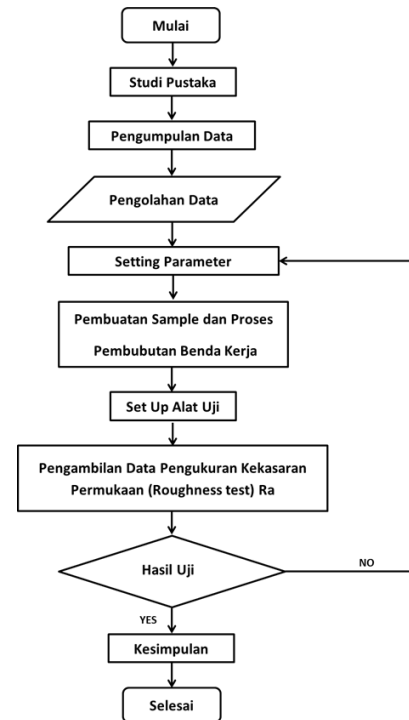 Mulai
Studi Pustaka
Pengumpulan Data
Pengolahan Data
Setting Parameter
Pembuatan Sample dan Proses
Pembubutan Benda Kerja
Set Up Alat Uji
Pengambilan Data Pengukuran Kekasaran
Permukaan (Roughness test) Ra
Hasil Uji
NO
YES
Kesimpulan
Selesai